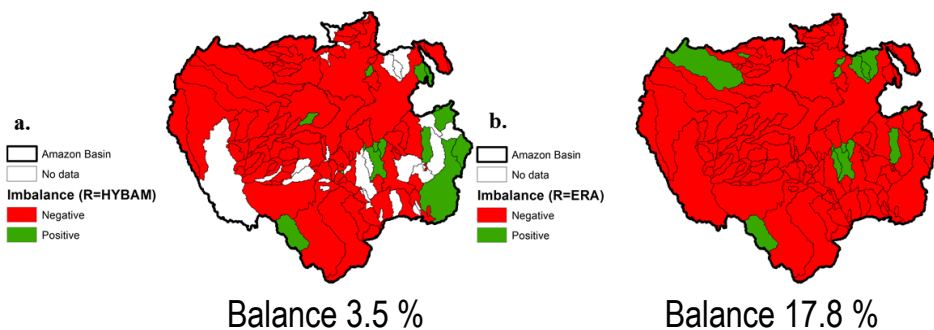 a.
Amazon Basin
No data
Imbalance (R=HYBAM)
Negative
Positive
Balance 3.5 %
b.
Amazon Basin
No data
Imbalance (R=ERA)
Negative
Positive
Balance 17.8 %